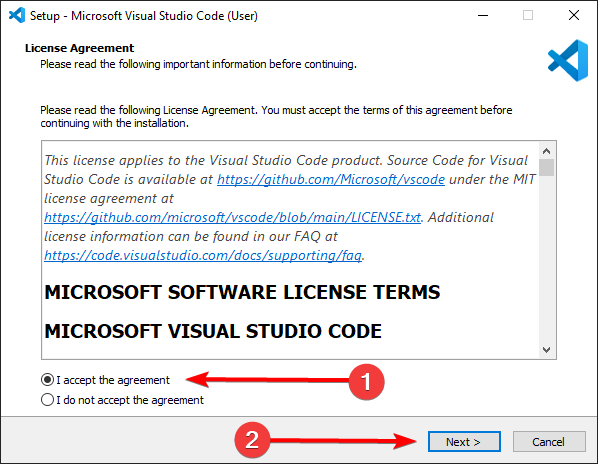 Setup - Microsoft Visual Studio Code (User)
License Agreement
Please read the following important information before continuing.
Please read the following License Agreement. You must accept the terms of this agreement before
continuing with the installation.
This license applies to the Visual Studio Code product. Source Code for Visual
Studio Code is available at https://github.com/Microsoft/vscode under the MIT
license agreement at
https://github.com/microsoft/vscode/blob/main/LICENSE.txt. Additional
license information can be found in our FAQ at
https://code.visualstudio.com/docs/supporting/faq.
MICROSOFT SOFTWARE LICENSE TERMS
MICROSOFT VISUAL STUDIO CODE
I accept the agreement 1
I do not accept the agreement
2 Next > Cancel